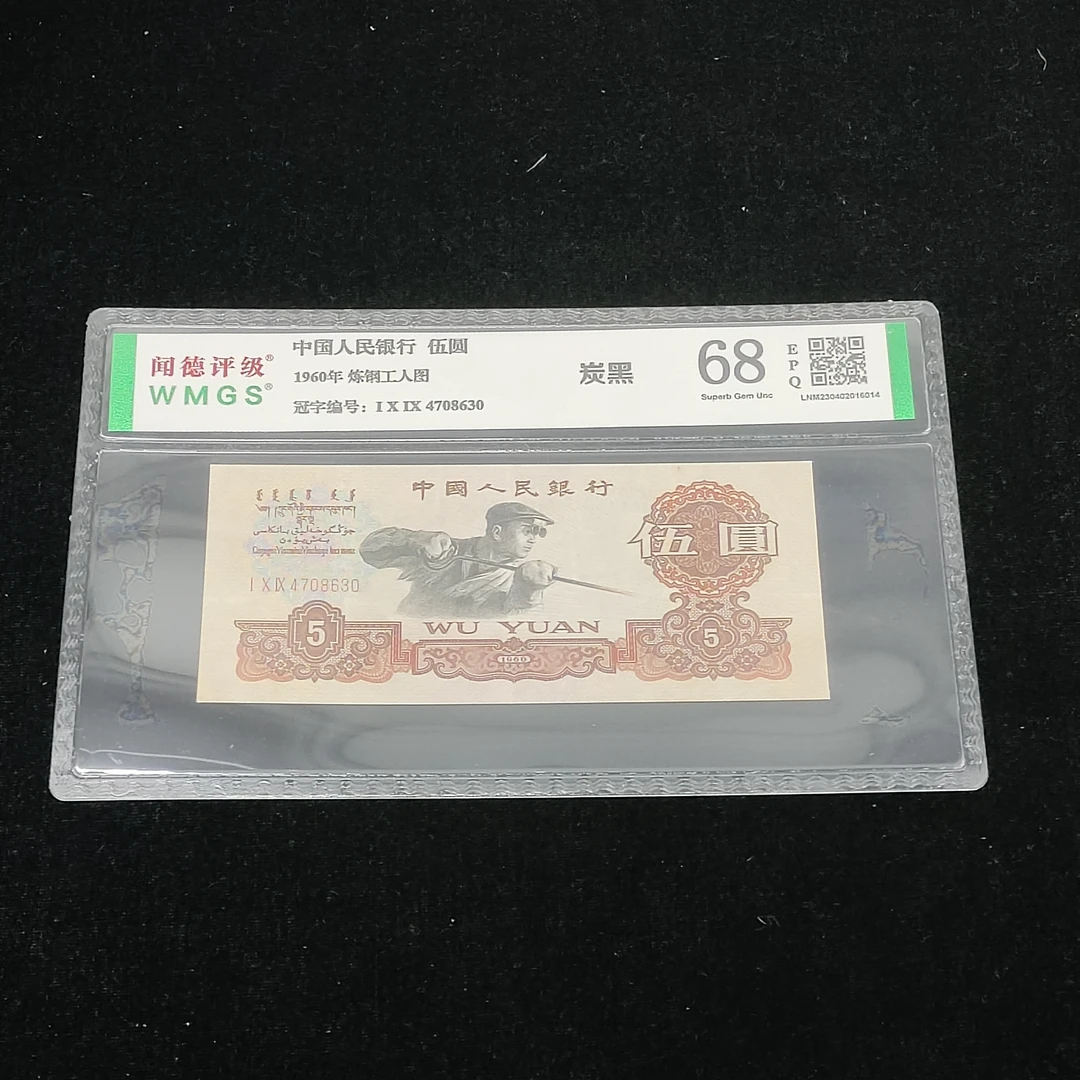 闻德评级®
WMGS®
中国人民银行 伍圆
1960年 炼钢工人图
冠字编号：I X IX 4708630
炭黑
68
EPQ
Superb Gem Unc
LNM230402016014
中國人民銀行
伍圓
I X IX 4708630
5
WU YUAN
1960
5